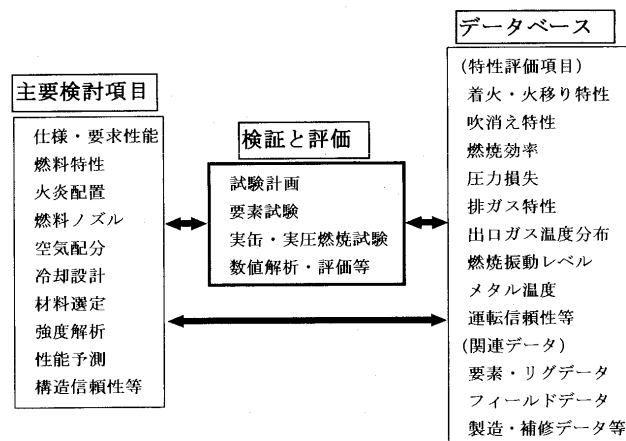 主要検討項目
仕様・要求性能
燃料特性
火炎配置
燃料ノズル
空気配分
冷却設計
材料選定
強度解析
性能予測
構造信頼性等
検証と評価
試験計画
要素試験
実缶・実圧燃焼試験
数値解析・評価等
データベース
(特性評価項目)
着火・火移り特性
吹消え特性
燃焼効率
圧力損失
排ガス特性
出口ガス温度分布
燃焼振動レベル
メタル温度
運転信頼性等
(関連データ)
要素・リグデータ
フィールドデータ
製造・補修データ等